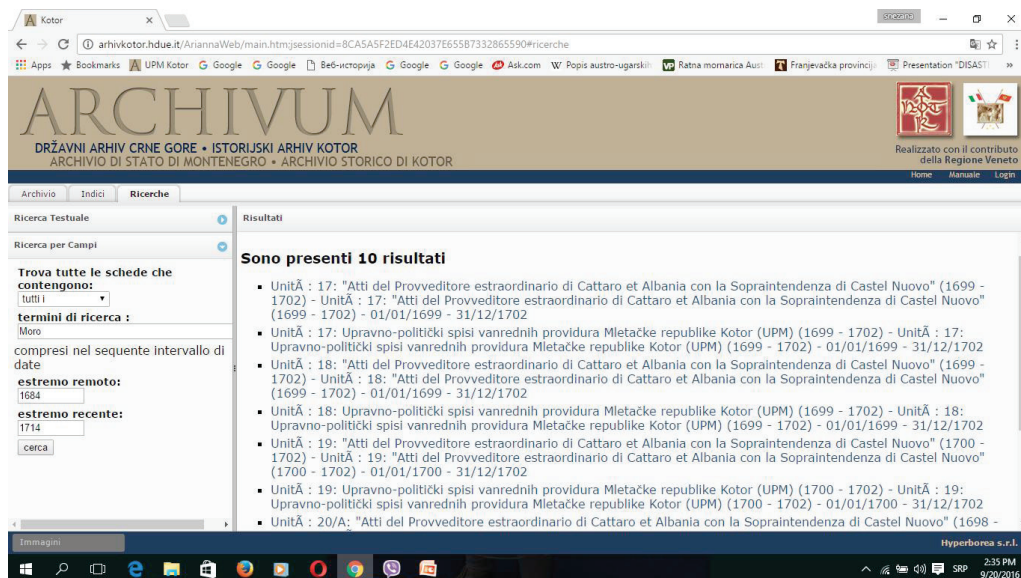 Kotor
snezana
arhivkotor.hdue.it/AriannaWeb/main.htm;jsessionid=8CA5A5F2ED4E42037E655B7332865590#ricerche
Apps Bookmarks UPM Kotor Google Google Веб-историја Google Google Ask.com Popis austro-ugarskih Ratna mornarica Aust Franjevačka provincij Presentation "DISAST
ARCHIVUM
DRŽAVNI ARHIV CRNE GORE • ISTORIJSKI ARHIV KOTOR
ARCHIVIO DI STATO DI MONTENEGRO • ARCHIVIO STORICO DI KOTOR
Realizzato con il contributo
della Regione Veneto
Home Manuale Login
Archivio Indici Ricerche
Ricerca Testuale
Ricerca per Campi
Trova tutte le schede che
contengono:
tutti i
termini di ricerca :
Moro
compresi nel sequente intervallo di
date
estremo remoto:
1684
estremo recente:
1714
cerca
Risultati
Sono presenti 10 risultati
UnitÃ : 17: "Atti del Provveditore estraordinario di Cattaro et Albania con la Sopraintendenza di Castel Nuovo" (1699 -
1702) - UnitÃ : 17: "Atti del Provveditore estraordinario di Cattaro et Albania con la Sopraintendenza di Castel Nuovo"
(1699 - 1702) - 01/01/1699 - 31/12/1702
UnitÃ : 17: Upravno-politički spisi vanrednih providura Mletačke republike Kotor (UPM) (1699 - 1702) - UnitÃ : 17:
Upravno-politički spisi vanrednih providura Mletačke republike Kotor (UPM) (1699 - 1702) - 01/01/1699 - 31/12/1702
UnitÃ : 18: "Atti del Provveditore estraordinario di Cattaro et Albania con la Sopraintendenza di Castel Nuovo" (1699 -
1702) - UnitÃ : 18: "Atti del Provveditore estraordinario di Cattaro et Albania con la Sopraintendenza di Castel Nuovo"
(1699 - 1702) - 01/01/1699 - 31/12/1702
UnitÃ : 18: Upravno-politički spisi vanrednih providura Mletačke republike Kotor (UPM) (1699 - 1702) - UnitÃ : 18:
Upravno-politički spisi vanrednih providura Mletačke republike Kotor (UPM) (1699 - 1702) - 01/01/1699 - 31/12/1702
UnitÃ : 19: "Atti del Provveditore estraordinario di Cattaro et Albania con la Sopraintendenza di Castel Nuovo" (1700 -
1702) - UnitÃ : 19: "Atti del Provveditore estraordinario di Cattaro et Albania con la Sopraintendenza di Castel Nuovo"
(1700 - 1702) - 01/01/1700 - 31/12/1702
UnitÃ : 19: Upravno-politički spisi vanrednih providura Mletačke republike Kotor (UPM) (1700 - 1702) - UnitÃ : 19:
Upravno-politički spisi vanrednih providura Mletačke republike Kotor (UPM) (1700 - 1702) - 01/01/1700 - 31/12/1702
UnitÃ : 20/A: "Atti del Provveditore estraordinario di Cattaro et Albania con la Sopraintendenza di Castel Nuovo" (1698 -
Immagini
Hyperborea s.r.l.
SRP
2:35 PM
9/20/2016